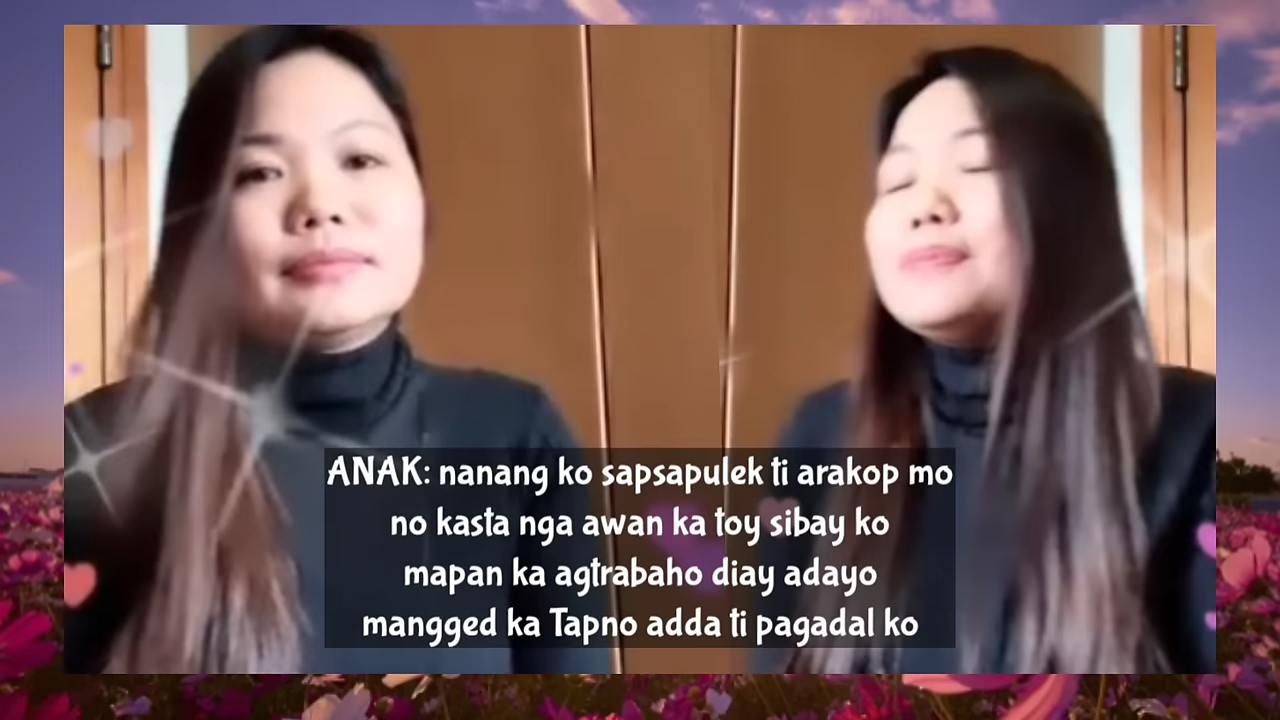 ANAK: nanang ko sapsapulek ti arakop mo
no kasta nga awan ka toy sibay ko
mapan ka agtrabaho diay adayo
mangged ka Tapno adda ti pagadal ko